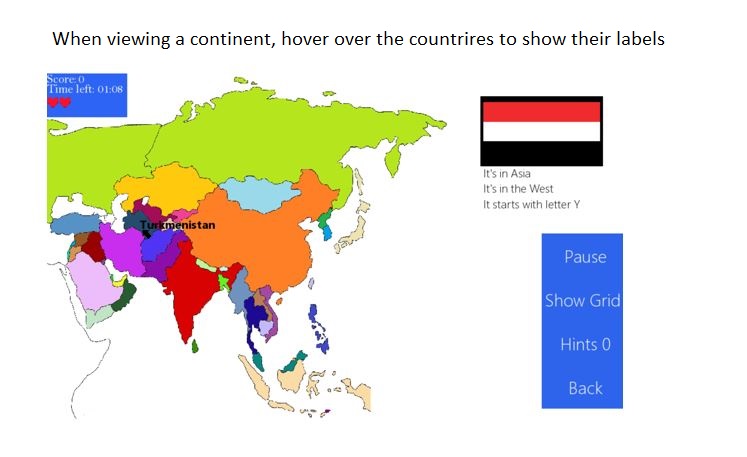 When viewing a continent, hover over the countrires to show their labels
Score: 0
Time left: 01:08
It's in Asia
It's in the West
It starts with letter Y
Turkmenistan
Pause
Show Grid
Hints 0
Back